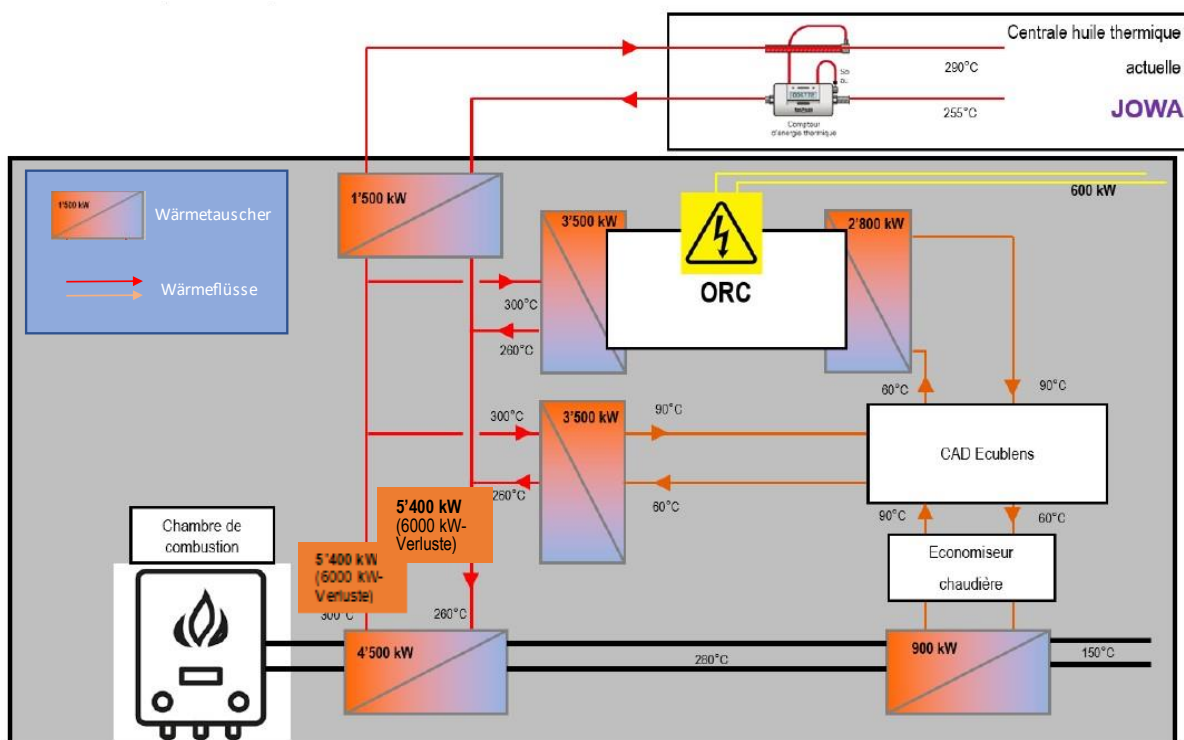 Centrale huile thermique
actuelle
JOWA
290°C
255°C
Compteur
d'énergie thermique
1'500 kW
Wärmetauscher
Wärmeflüsse
1'500 kW
3'500 kW
ORC
2'800 kW
600 kW
300°C
260°C
60°C
90°C
300°C
3'500 kW
90°C
CAD Ecublens
260°C
60°C
90°C
60°C
5'400 kW
(6000 kW-
Verluste)
Chambre de
combustion
5'400 kW
(6000 kW-
Verluste)
Economiseur
chaudière
300°C
260°C
4'500 kW
280°C
900 kW
150°C